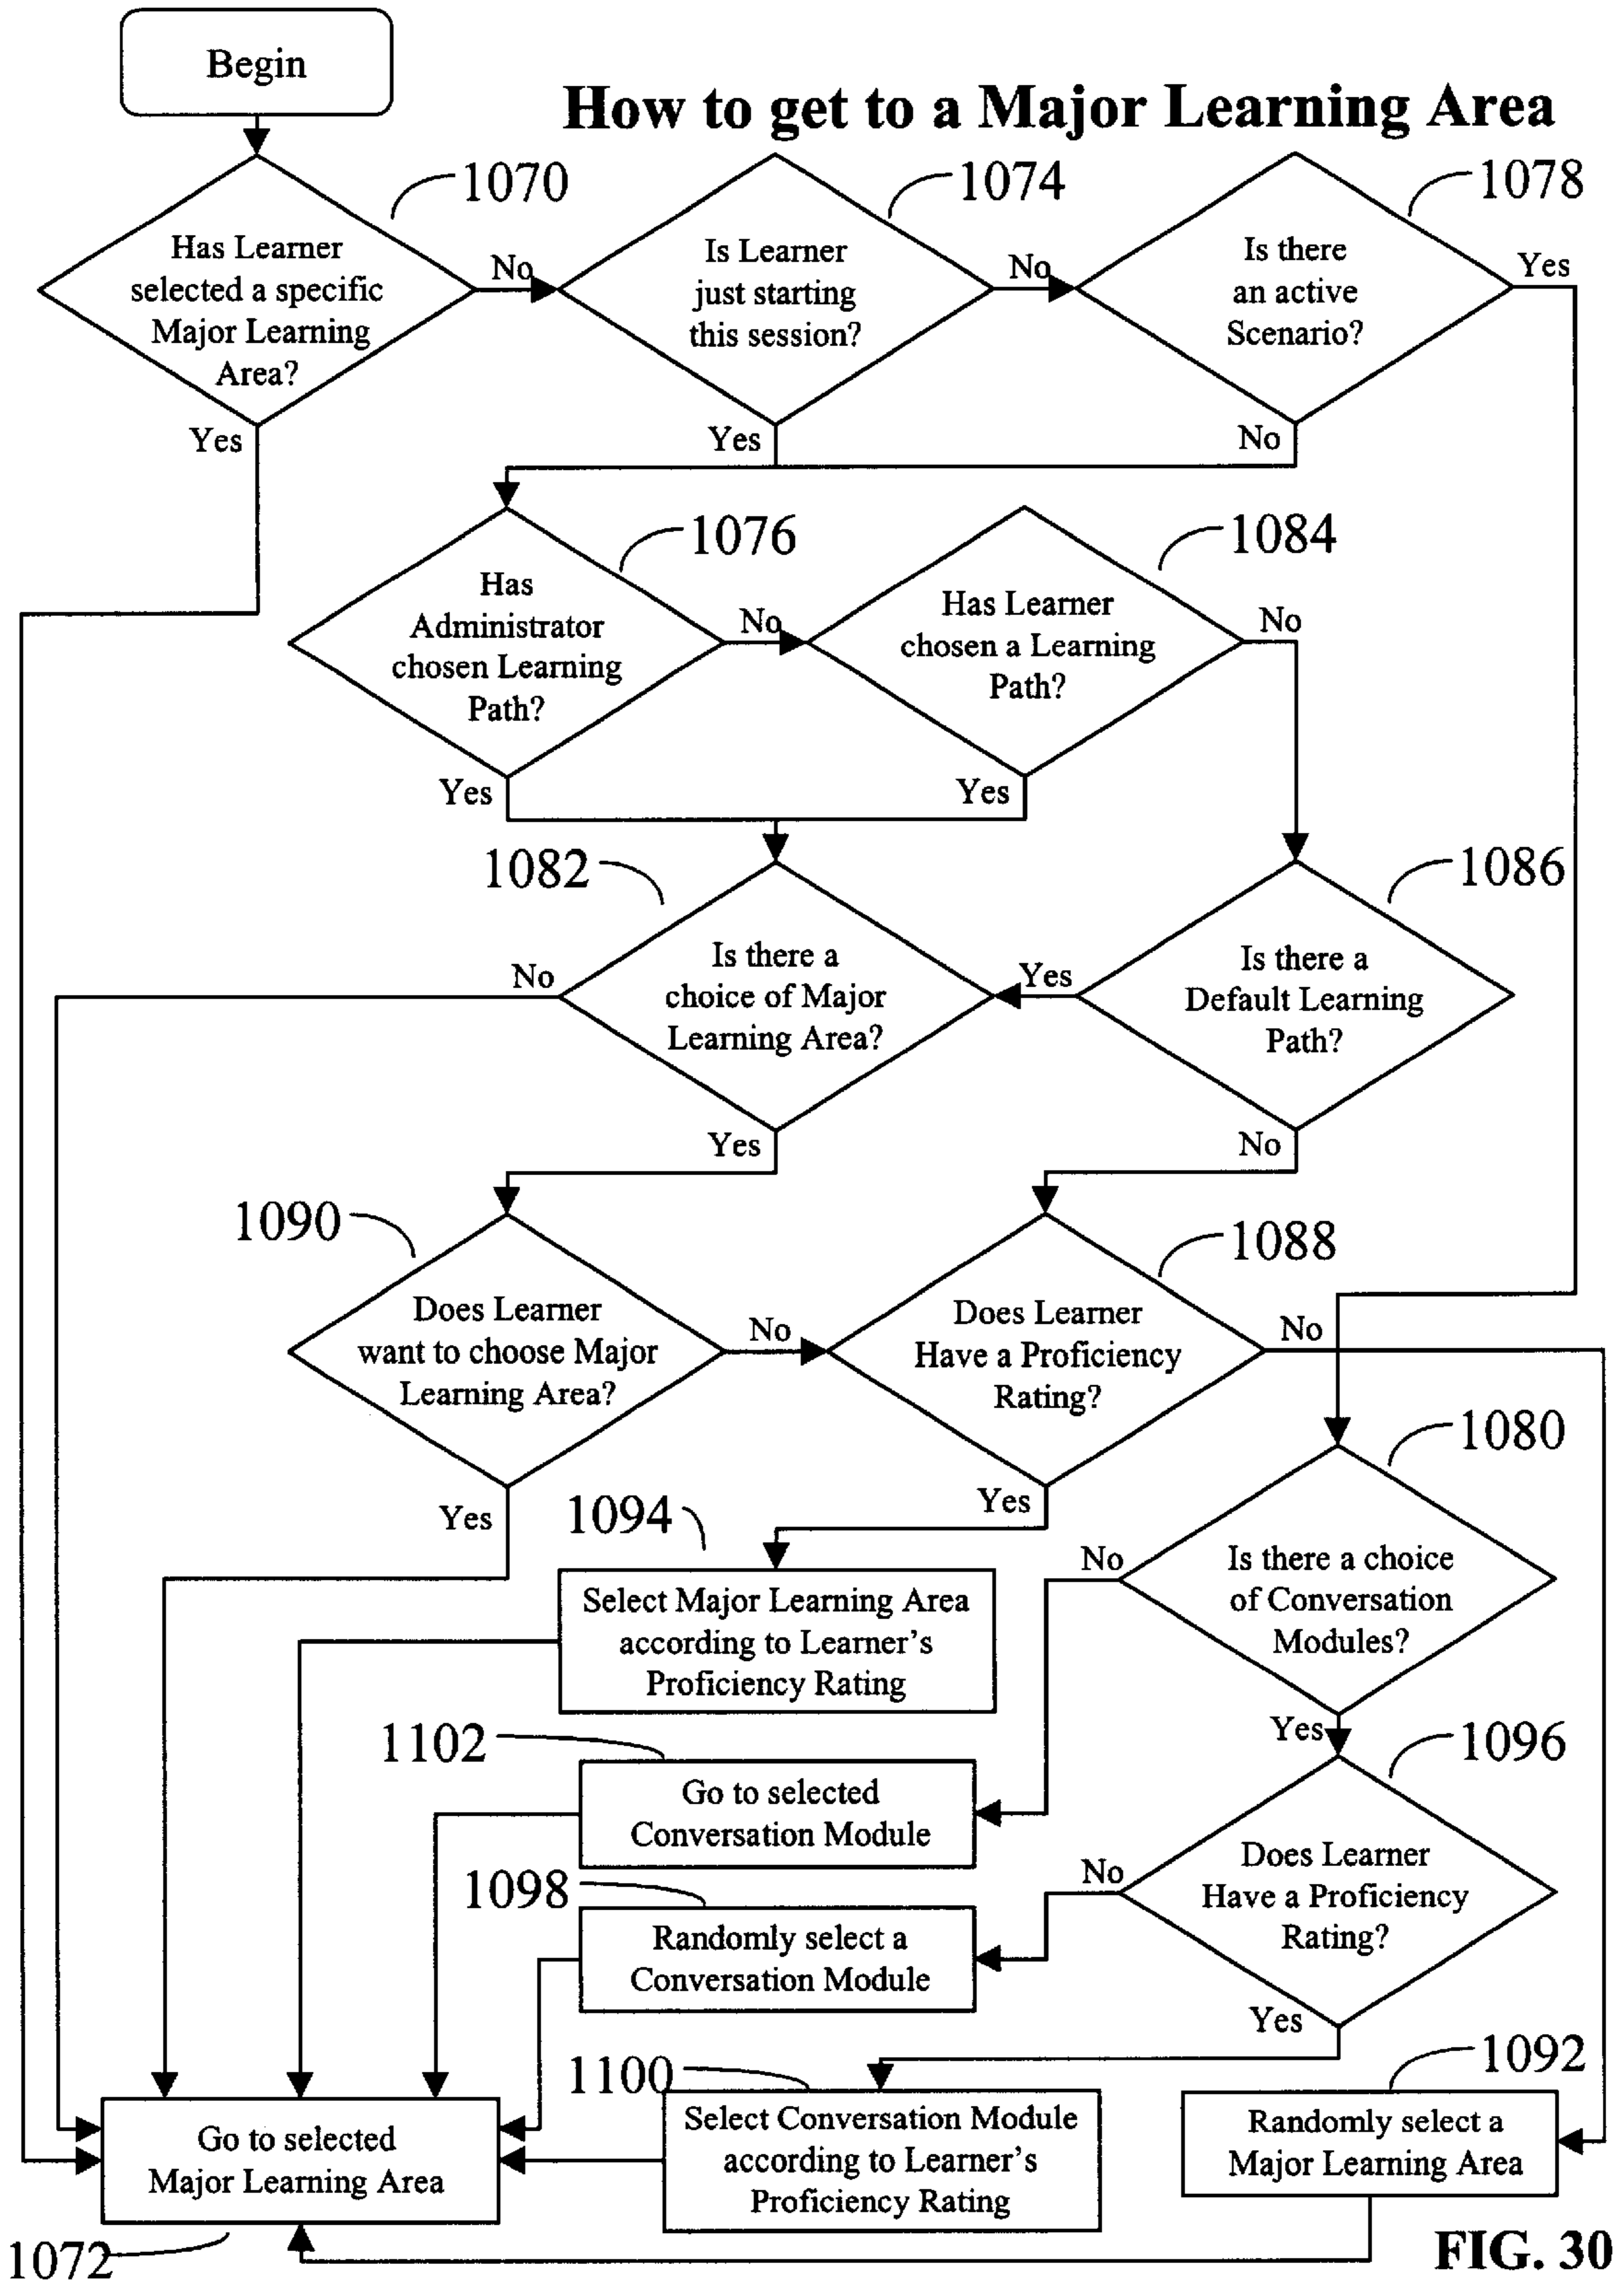 Begin
How to get to a Major Learning Area
1070
Has Learner
selected a specific
Major Learning
Area?
No
Yes
1074
Is Learner
just starting
this session?
No
Yes
1078
Is there
an active
Scenario?
Yes
No
1076
Has
Administrator
chosen Learning
Path?
No
Yes
1084
Has Learner
chosen a Learning
Path?
No
Yes
1082
Is there a
choice of Major
Learning Area?
No
Yes
1086
Is there a
Default Learning
Path?
Yes
No
1090
Does Learner
want to choose Major
Learning Area?
No
Yes
1088
Does Learner
Have a Proficiency
Rating?
No
Yes
1080
Is there a choice
of Conversation
Modules?
No
Yes
1094
Select Major Learning Area
according to Learner's
Proficiency Rating
1102
Go to selected
Conversation Module
1096
Does Learner
Have a Proficiency
Rating?
No
Yes
1098
Randomly select a
Conversation Module
1100
Select Conversation Module
according to Learner's
Proficiency Rating
1092
Randomly select a
Major Learning Area
Go to selected
Major Learning Area
1072
FIG. 30